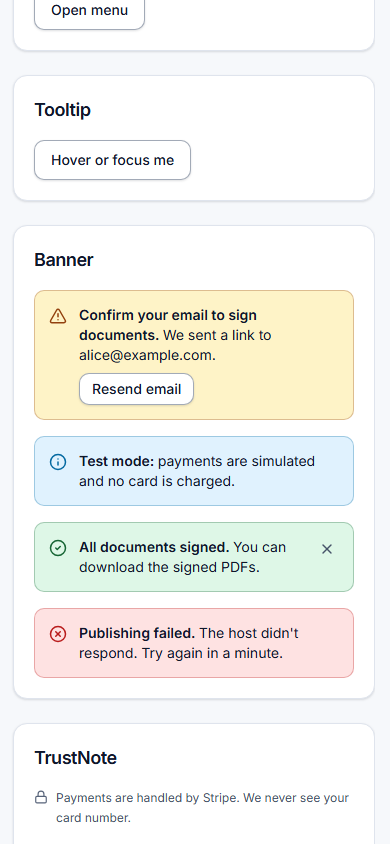 Open menu
Tooltip
Hover or focus me
Banner
Confirm your email to sign
documents. We sent a link to
alice@example.com.
Resend email
Test mode: payments are simulated
and no card is charged.
All documents signed. You can
download the signed PDFs.
Publishing failed. The host didn't
respond. Try again in a minute.
TrustNote
Payments are handled by Stripe. We never see your
card number.